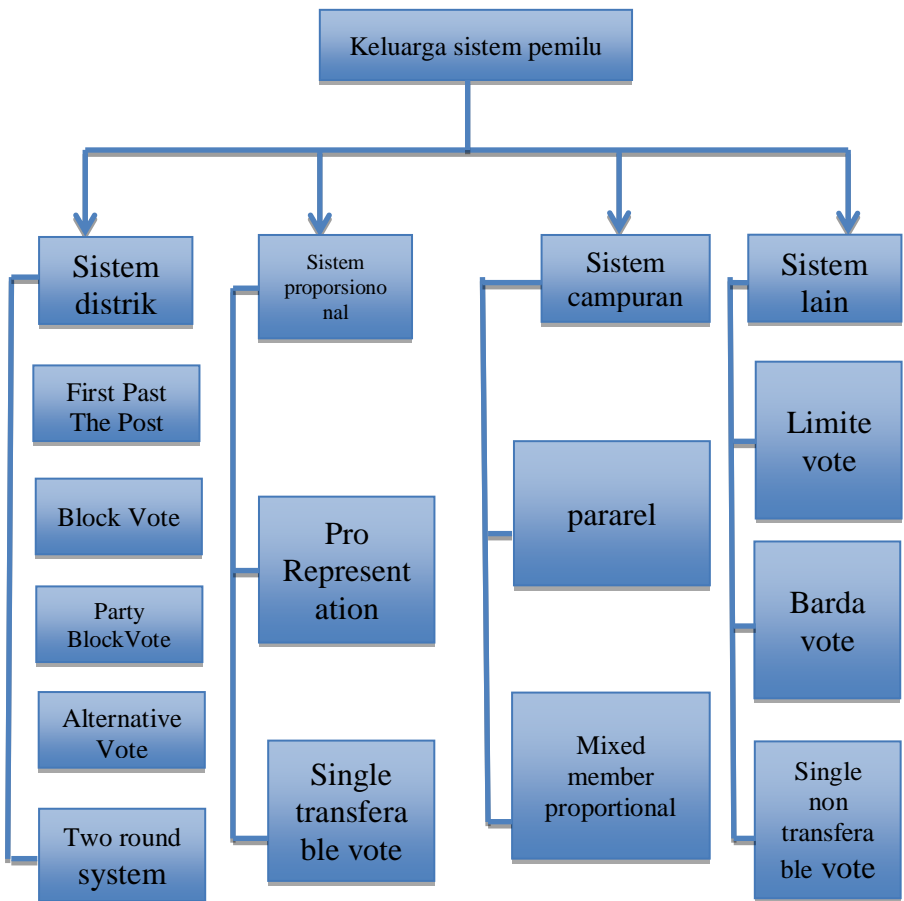 Keluarga sistem pemilu
Sistem
distrik
First Past
The Post
Block Vote
Party
BlockVote
Alternative
Vote
Two round
system
Sistem
proporsiono
nal
Pro
Represent
ation
Single
transfera
ble vote
Sistem
campuran
pararel
Mixed
member
proportional
Sistem
lain
Limite
vote
Barda
vote
Single
non
transfera
ble vote